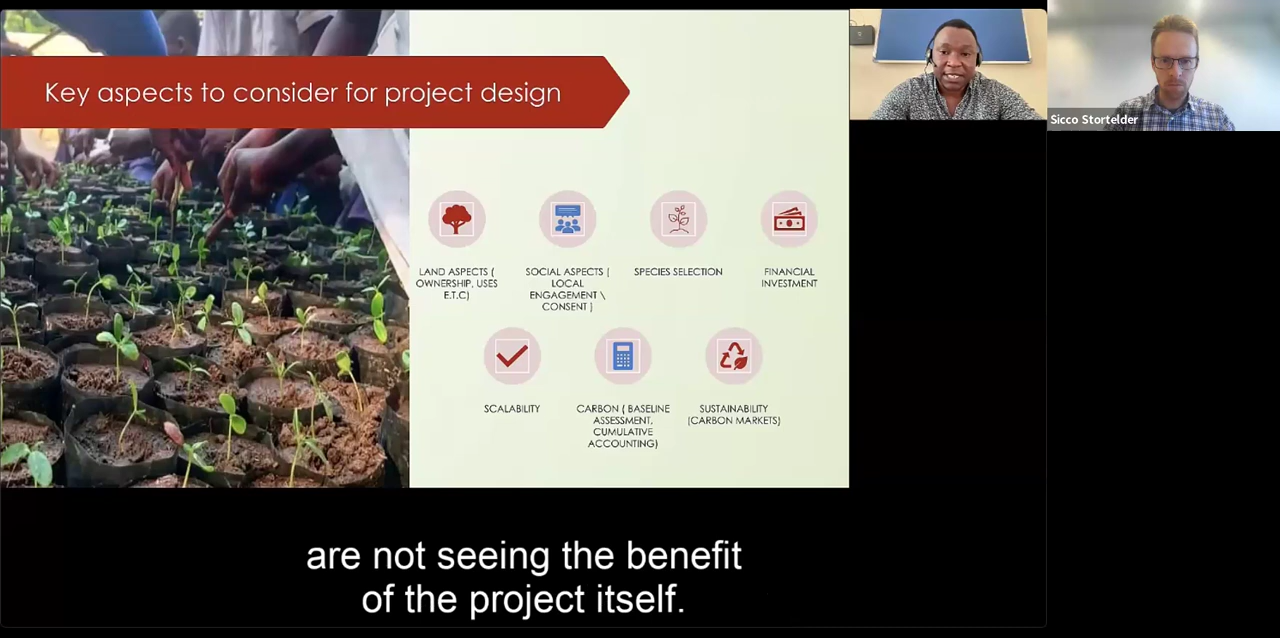 Key aspects to consider for project design
Sicco Stortelder
LAND ASPECTS (
OWNERSHIP, USES
E.T.C)
SOCIAL ASPECTS (
LOCAL
ENGAGEMENT \
CONSENT )
SPECIES SELECTION
FINANCIAL
INVESTMENT
SCALABILITY
CARBON ( BASELINE
ASSESSMENT,
CUMULATIVE
ACCOUNTING)
SUSTAINABILITY
(CARBON MARKETS)
are not seeing the benefit
of the project itself.